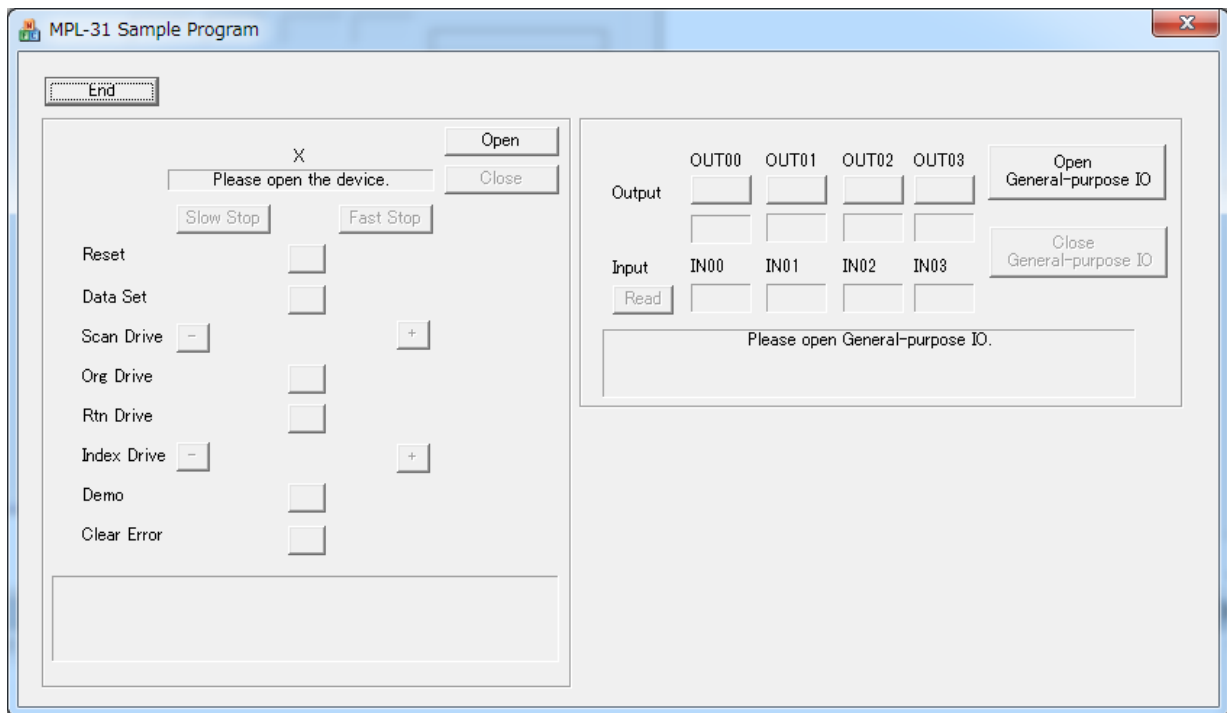 MPL-31 Sample Program
End
X
Open
Please open the device.
Close
Slow Stop
Fast Stop
Reset
Data Set
Scan Drive - +
Org Drive
Rtn Drive
Index Drive - +
Demo
Clear Error
OUT00 OUT01 OUT02 OUT03
Output
Open
General-purpose IO
Close
General-purpose IO
Input IN00 IN01 IN02 IN03
Read
Please open General-purpose IO.